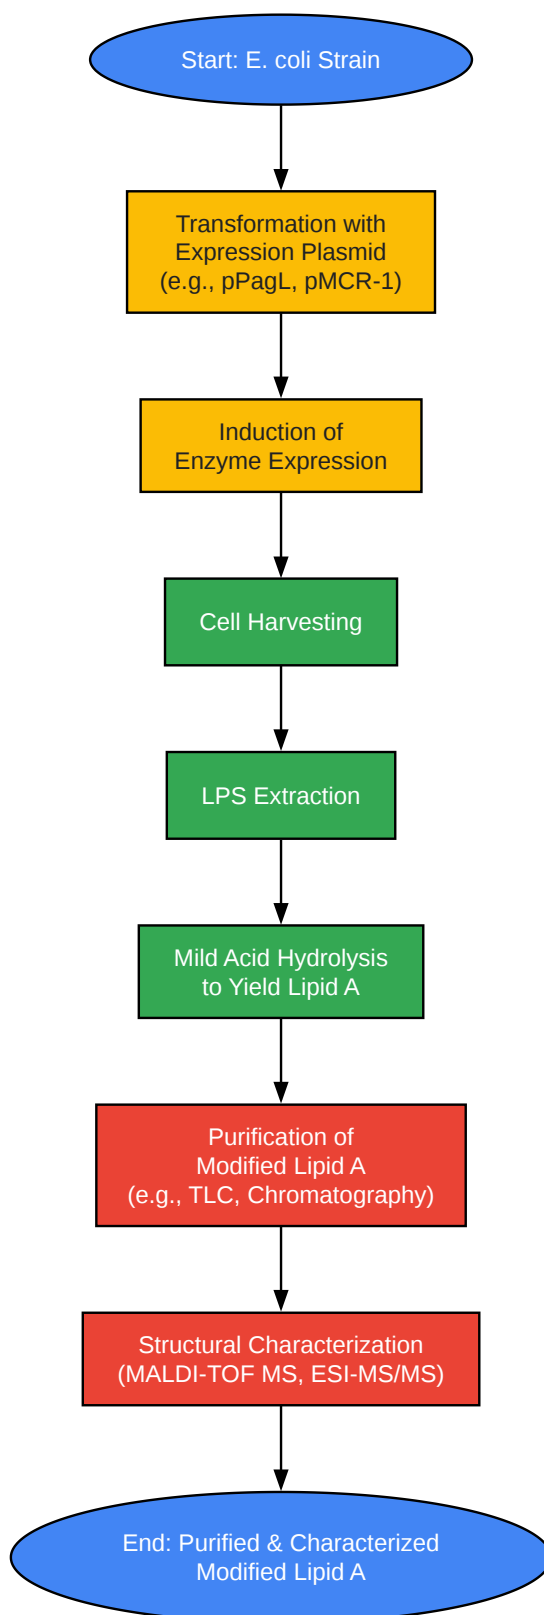 Start: E. coli Strain
Transformation with
Expression Plasmid
(e.g., pPagL, pMCR-1)
Induction of
Enzyme Expression
Cell Harvesting
LPS Extraction
Mild Acid Hydrolysis
to Yield Lipid A
Purification of
Modified Lipid A
(e.g., TLC, Chromatography)
Structural Characterization
(MALDI-TOF MS, ESI-MS/MS)
End: Purified & Characterized
Modified Lipid A